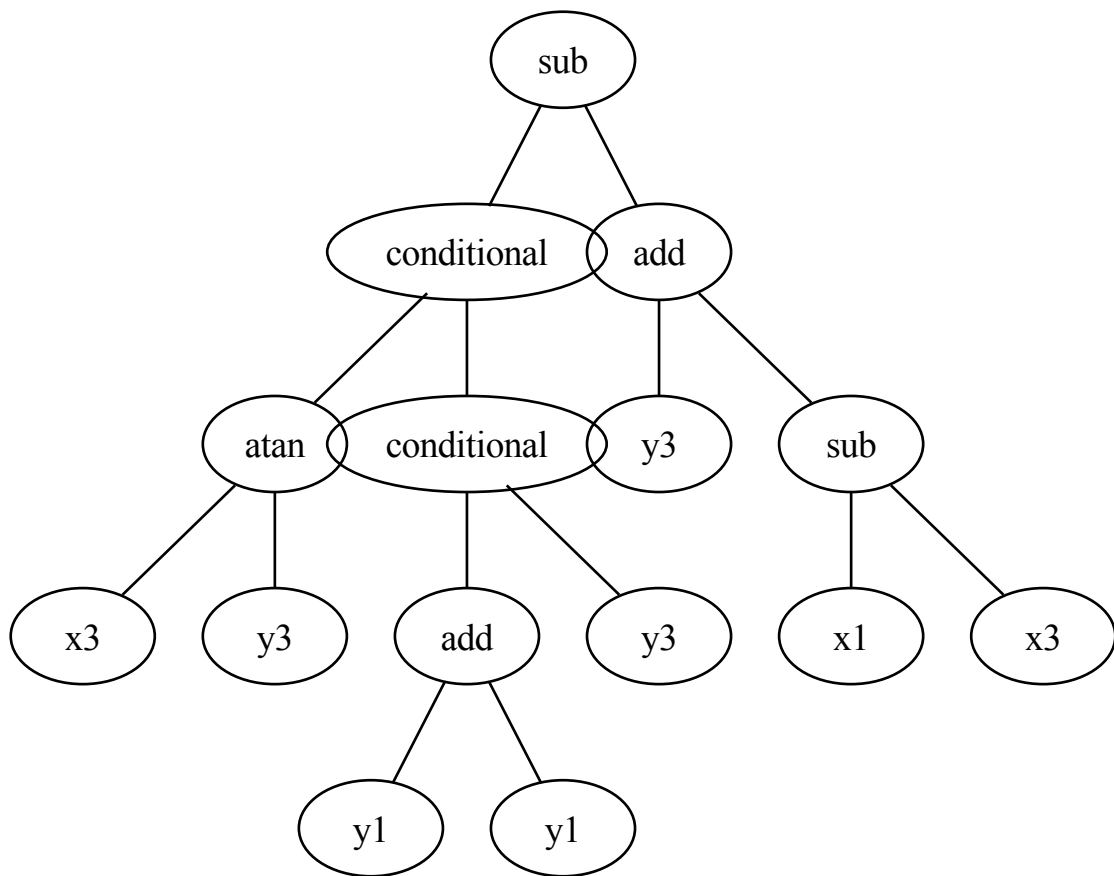 sub
conditional add
atan conditional y3 sub
x3 y3 add y3 x1 x3
y1 y1